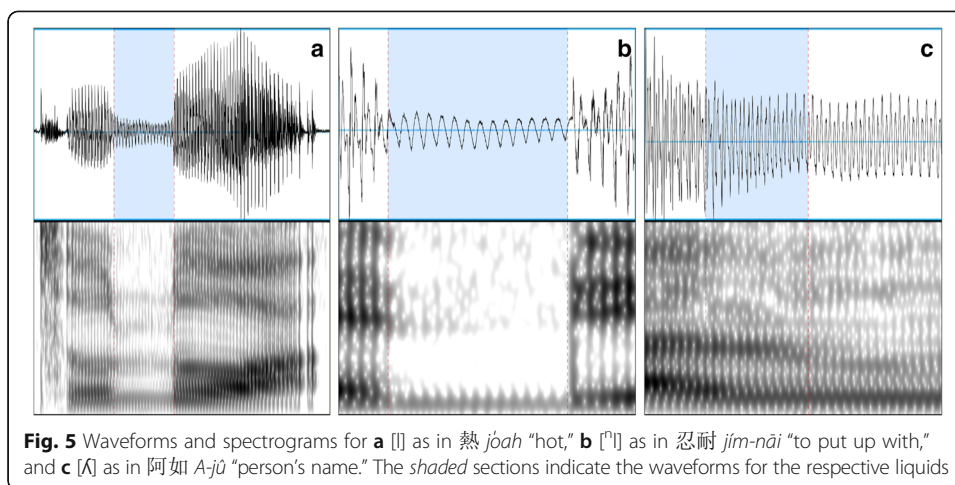 a
b
c
Fig. 5 Waveforms and spectrograms for a [l] as in 熱 joah “hot,” b [ⁿl] as in 忍耐 jím-nāi “to put up with,”
and c [ʎ] as in 阿如 A-jû “person’s name.” The shaded sections indicate the waveforms for the respective liquids